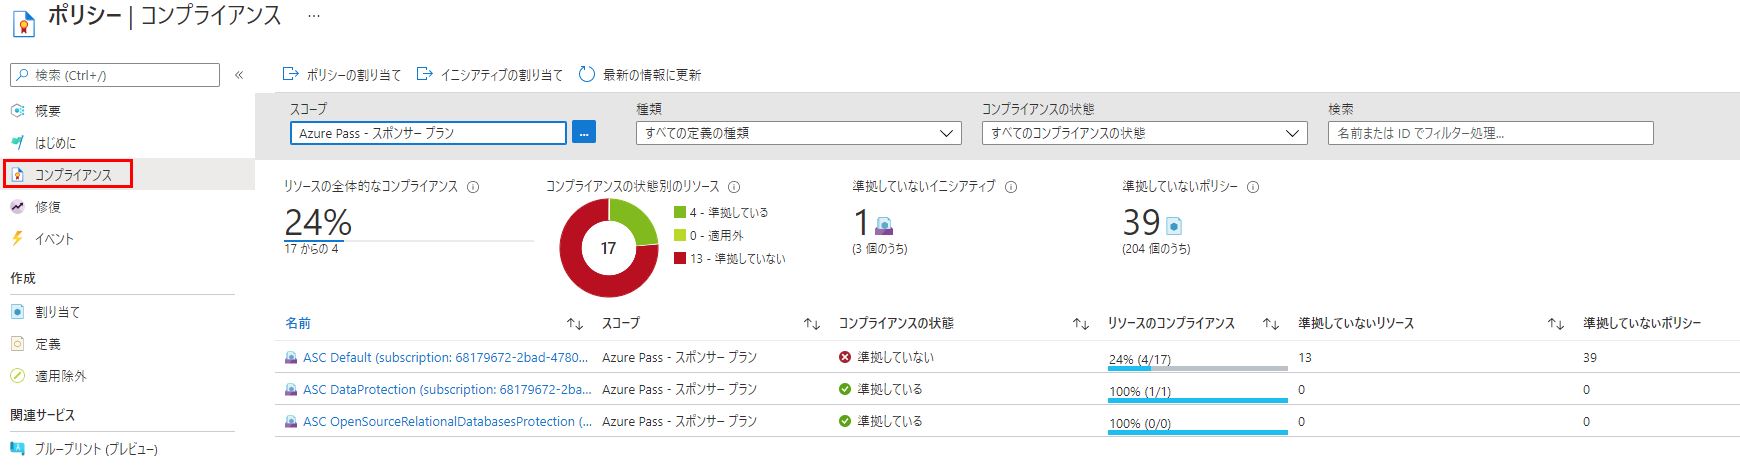 ポリシー | コンプライアンス ...
検索 (Ctrl+/) «
概要
はじめに
コンプライアンス
修復
イベント
作成
割り当て
定義
適用除外
関連サービス
ブループリント (プレビュー)
ポリシーの割り当て イニシアティブの割り当て 最新の情報に更新
スコープ 種類 コンプライアンスの状態 検索
Azure Pass - スポンサー プラン ... すべての定義の種類 すべてのコンプライアンスの状態 名前または ID でフィルター処理...
リソースの全体的なコンプライアンス
24%
17 からの 4
コンプライアンスの状態別のリソース
17
4 - 準拠している
0 - 適用外
13 - 準拠していない
準拠していないイニシアティブ
1
(3 個のうち)
準拠していないポリシー
39
(204 個のうち)
名前 スコープ コンプライアンスの状態 リソースのコンプライアンス 準拠していないリソース 準拠していないポリシー
ASC Default (subscription: 68179672-2bad-4780... Azure Pass - スポンサー プラン 準拠していない 24% (4/17) 13 39
ASC DataProtection (subscription: 68179672-2ba... Azure Pass - スポンサー プラン 準拠している 100% (1/1) 0 0
ASC OpenSourceRelationalDatabasesProtection (... Azure Pass - スポンサー プラン 準拠している 100% (0/0) 0 0